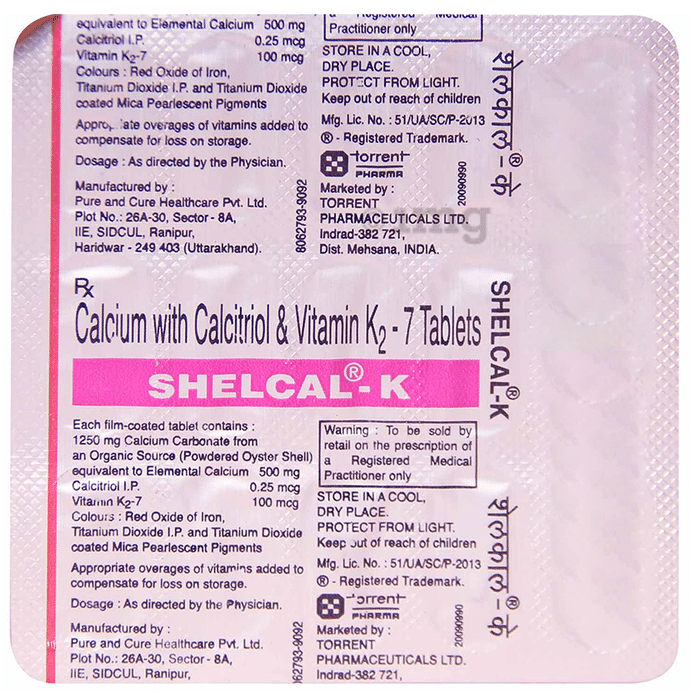 equivalent to Elemental Calcium 500 mg
Calcitriol I.P. 0.25 mcg
Vitamin K2-7 100 mcg
Colours : Red Oxide of Iron,
Titanium Dioxide I.P. and Titanium Dioxide
coated Mica Pearlescent Pigments
overages of vitamins added to
compensate for loss on storage.
Dosage : As directed by the Physician.
Manufactured by :
Pure and Cure Healthcare Pvt. Ltd.
Plot No.: 26A-30, Sector - 8A,
IIE, SIDCUL, Ranipur,
Haridwar - 249 403 (Uttarakhand).
8062793-9092
a Registered Medical
Practitioner only
STORE IN A COOL,
DRY PLACE.
PROTECT FROM LIGHT.
Keep out of reach of children
Mfg. Lic. No. : 51/UA/SC/P-2013
® - Registered Trademark.
torrent
PHARMA
Marketed by :
TORRENT
PHARMACEUTICALS LTD.
Indrad-382 721,
Dist. Mehsana, INDIA.
20090990
शेलकाल®-के
mg
Rx
Calcium with Calcitriol & Vitamin K2 - 7 Tablets
SHELCAL®- K
SHELCAL®-K
Each film-coated tablet contains :
1250 mg Calcium Carbonate from
an Organic Source (Powdered Oyster Shell)
equivalent to Elemental Calcium 500 mg
Calcitriol I.P. 0.25 mcg
Vitamin K2-7 100 mcg
Colours : Red Oxide of Iron,
Titanium Dioxide I.P. and Titanium Dioxide
coated Mica Pearlescent Pigments
Appropriate overages of vitamins added to
compensate for loss on storage.
Dosage : As directed by the Physician.
Manufactured by :
Pure and Cure Healthcare Pvt. Ltd.
Plot No.: 26A-30, Sector - 8A,
IIE, SIDCUL, Ranipur,
62793-9092
Warning : To be sold by
retail on the prescription of
a Registered Medical
Practitioner only
STORE IN A COOL,
DRY PLACE.
PROTECT FROM LIGHT.
Keep out of reach of children
Mfg. Lic. No. : 51/UA/SC/P-2013
® - Registered Trademark.
torrent
PHARMA
Marketed by :
TORRENT
PHARMACEUTICALS LTD.
Indrad-382 721,
20090990
शेलकाल®-के